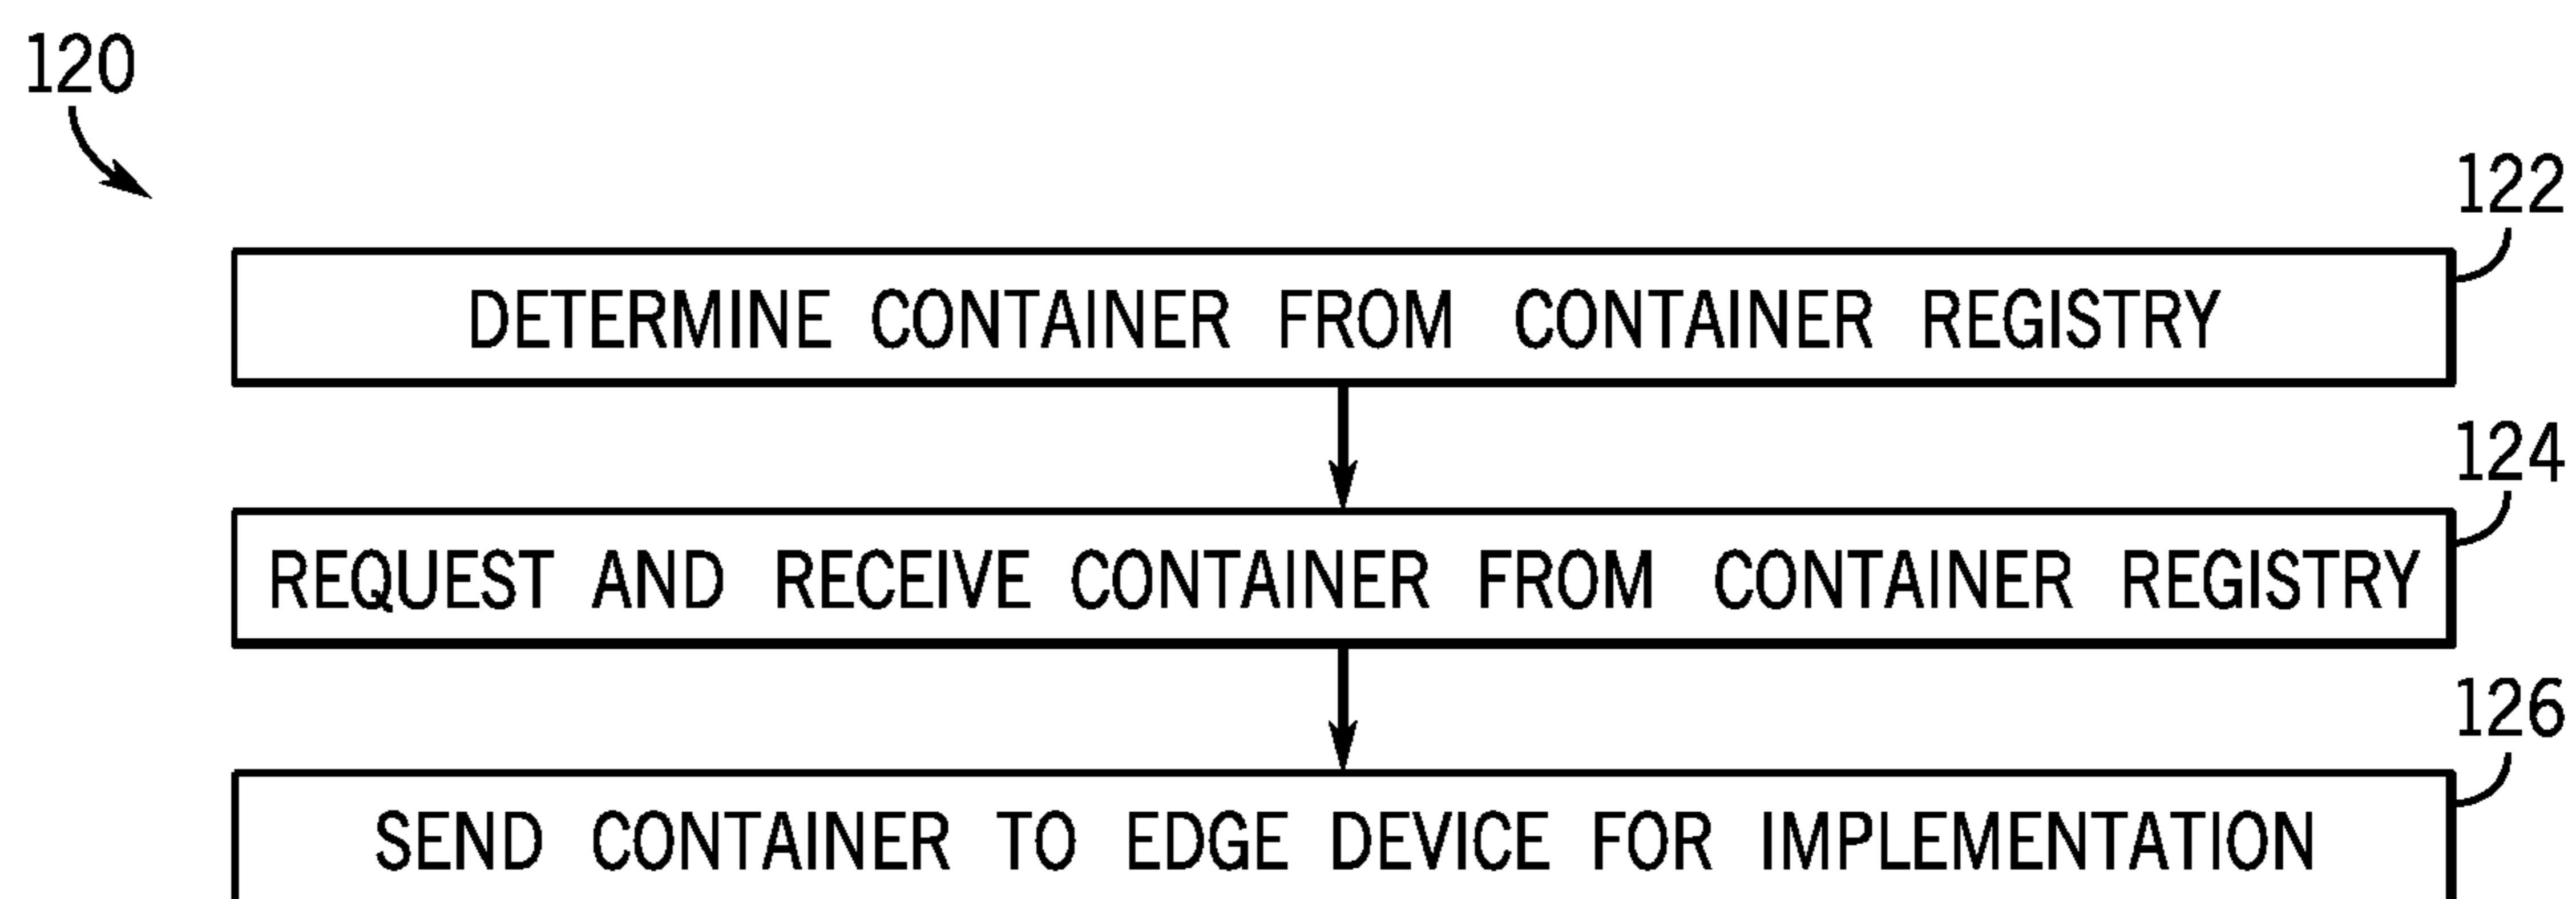 120
122
DETERMINE CONTAINER FROM CONTAINER REGISTRY
124
REQUEST AND RECEIVE CONTAINER FROM CONTAINER REGISTRY
126
SEND CONTAINER TO EDGE DEVICE FOR IMPLEMENTATION